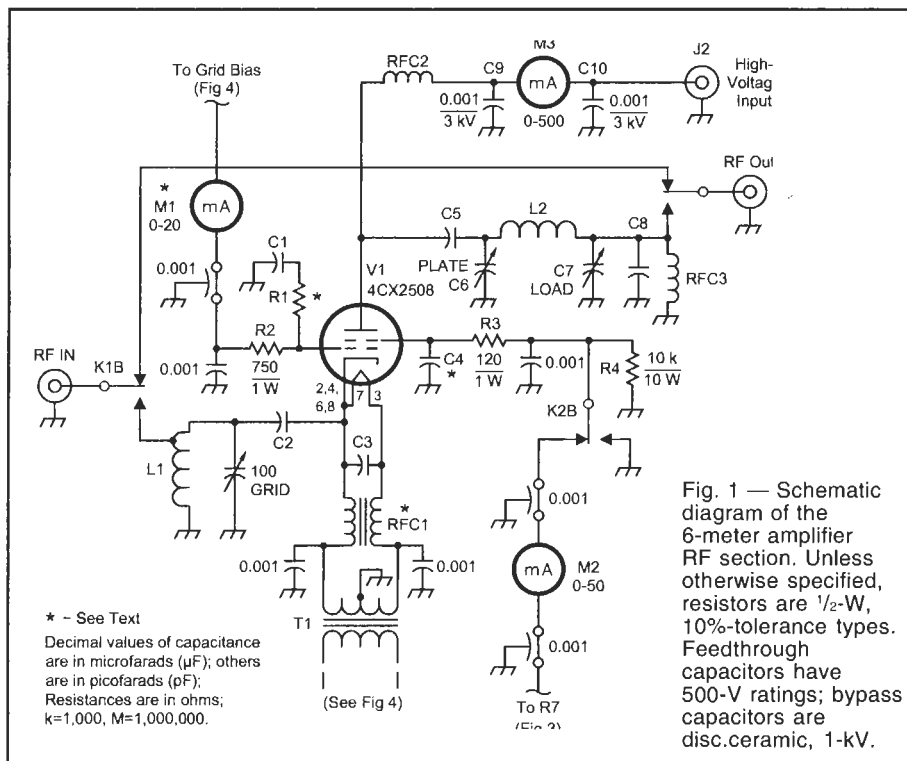 To Grid Bias
(Fig 4)
RFC2
C9
M3
mA
0-500
C10
J2
High-
Voltag
Input
0.001
3 kV
0.001
3 kV
RF Out
*
M1
0-20
mA
C5
L2
C8
PLATE
C6
C7
LOAD
RFC3
0.001
C1
R1
*
V1
4CX2508
R2
750
1 W
0.001
RF IN
K1B
R3
120
1 W
C4
*
0.001
R4
10 k
10 W
K2B
2,4,
6,8
7
3
C2
C3
L1
100
GRID
*
RFC1
0.001
0.001
0.001
mA
M2
0-50
0.001
T1
(See Fig 4)
To R7
(Fig 3)
* - See Text
Decimal values of capacitance
are in microfarads (µF); others
are in picofarads (pF);
Resistances are in ohms;
k=1,000, M=1,000,000.
Fig. 1 — Schematic
diagram of the
6-meter amplifier
RF section. Unless
otherwise specified,
resistors are 1/2-W,
10%-tolerance types.
Feedthrough
capacitors have
500-V ratings; bypass
capacitors are
disc.ceramic, 1-kV.